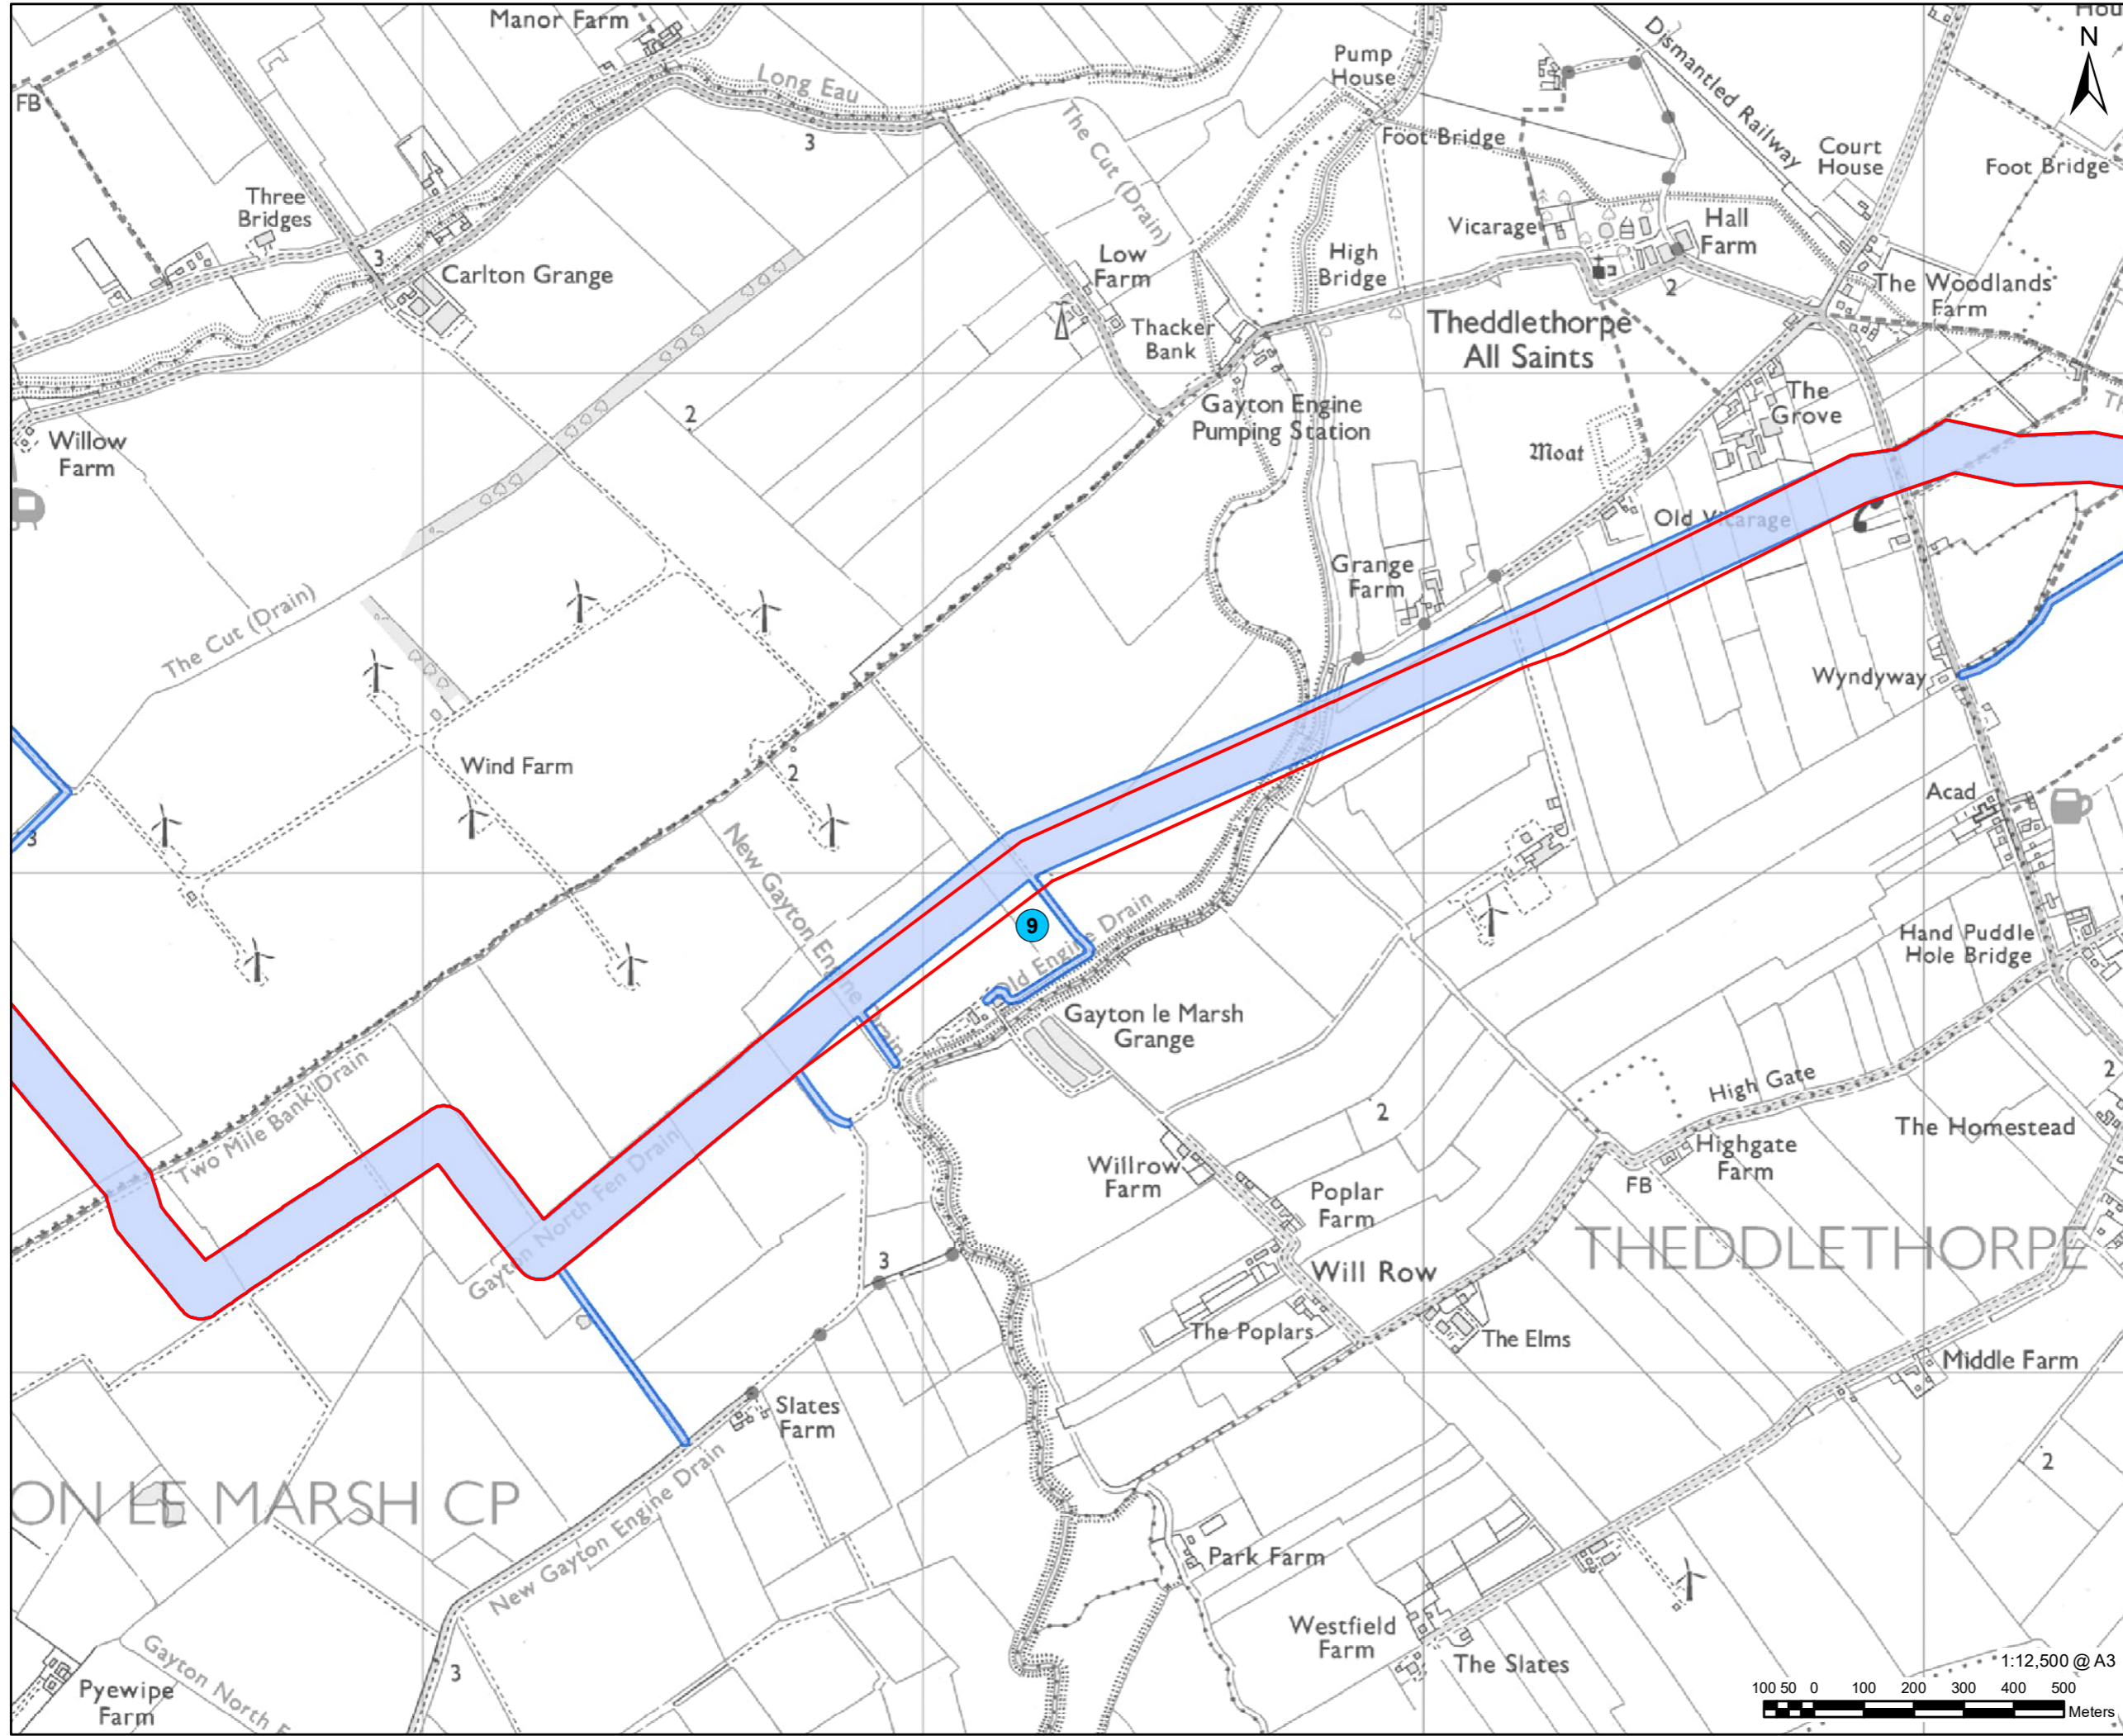 Manor Farm
Long Eau
3
FB
Three
Bridges
3
Carlton Grange
The Cut (Drain)
Low
Farm
Thacker
Bank
Pump
House
Foot Bridge
High
Bridge
Dismantled Railway
Court
House
Foot Bridge
N
Vicarage
Hall
Farm
2
The Woodlands
Farm
Theddlethorpe
All Saints
The
Grove
Moat
Old Vicarage
Gayton Engine
Pumping Station
2
Willow
Farm
Grange
Farm
The Cut (Drain)
Wind Farm
2
3
Wyndyway
Acad
New Gayton Engine Drain
9
Old Engine Drain
Hand Puddle
Hole Bridge
Gayton le Marsh
Grange
Two Mile Bank Drain
Gayton North Fen Drain
High Gate
2
2
The Homestead
Highgate
Farm
FB
Willrow
Farm
Poplar
Farm
THEDDLETHORPE
Will Row
3
The Poplars
The Elms
Middle Farm
Slates
Farm
2
ON LE MARSH CP
New Gayton Engine Drain
Park Farm
Westfield
Farm
The Slates
Gayton North
3
Pyewipe
Farm
1:12,500 @ A3
100 50 0 100 200 300 400 500
Meters